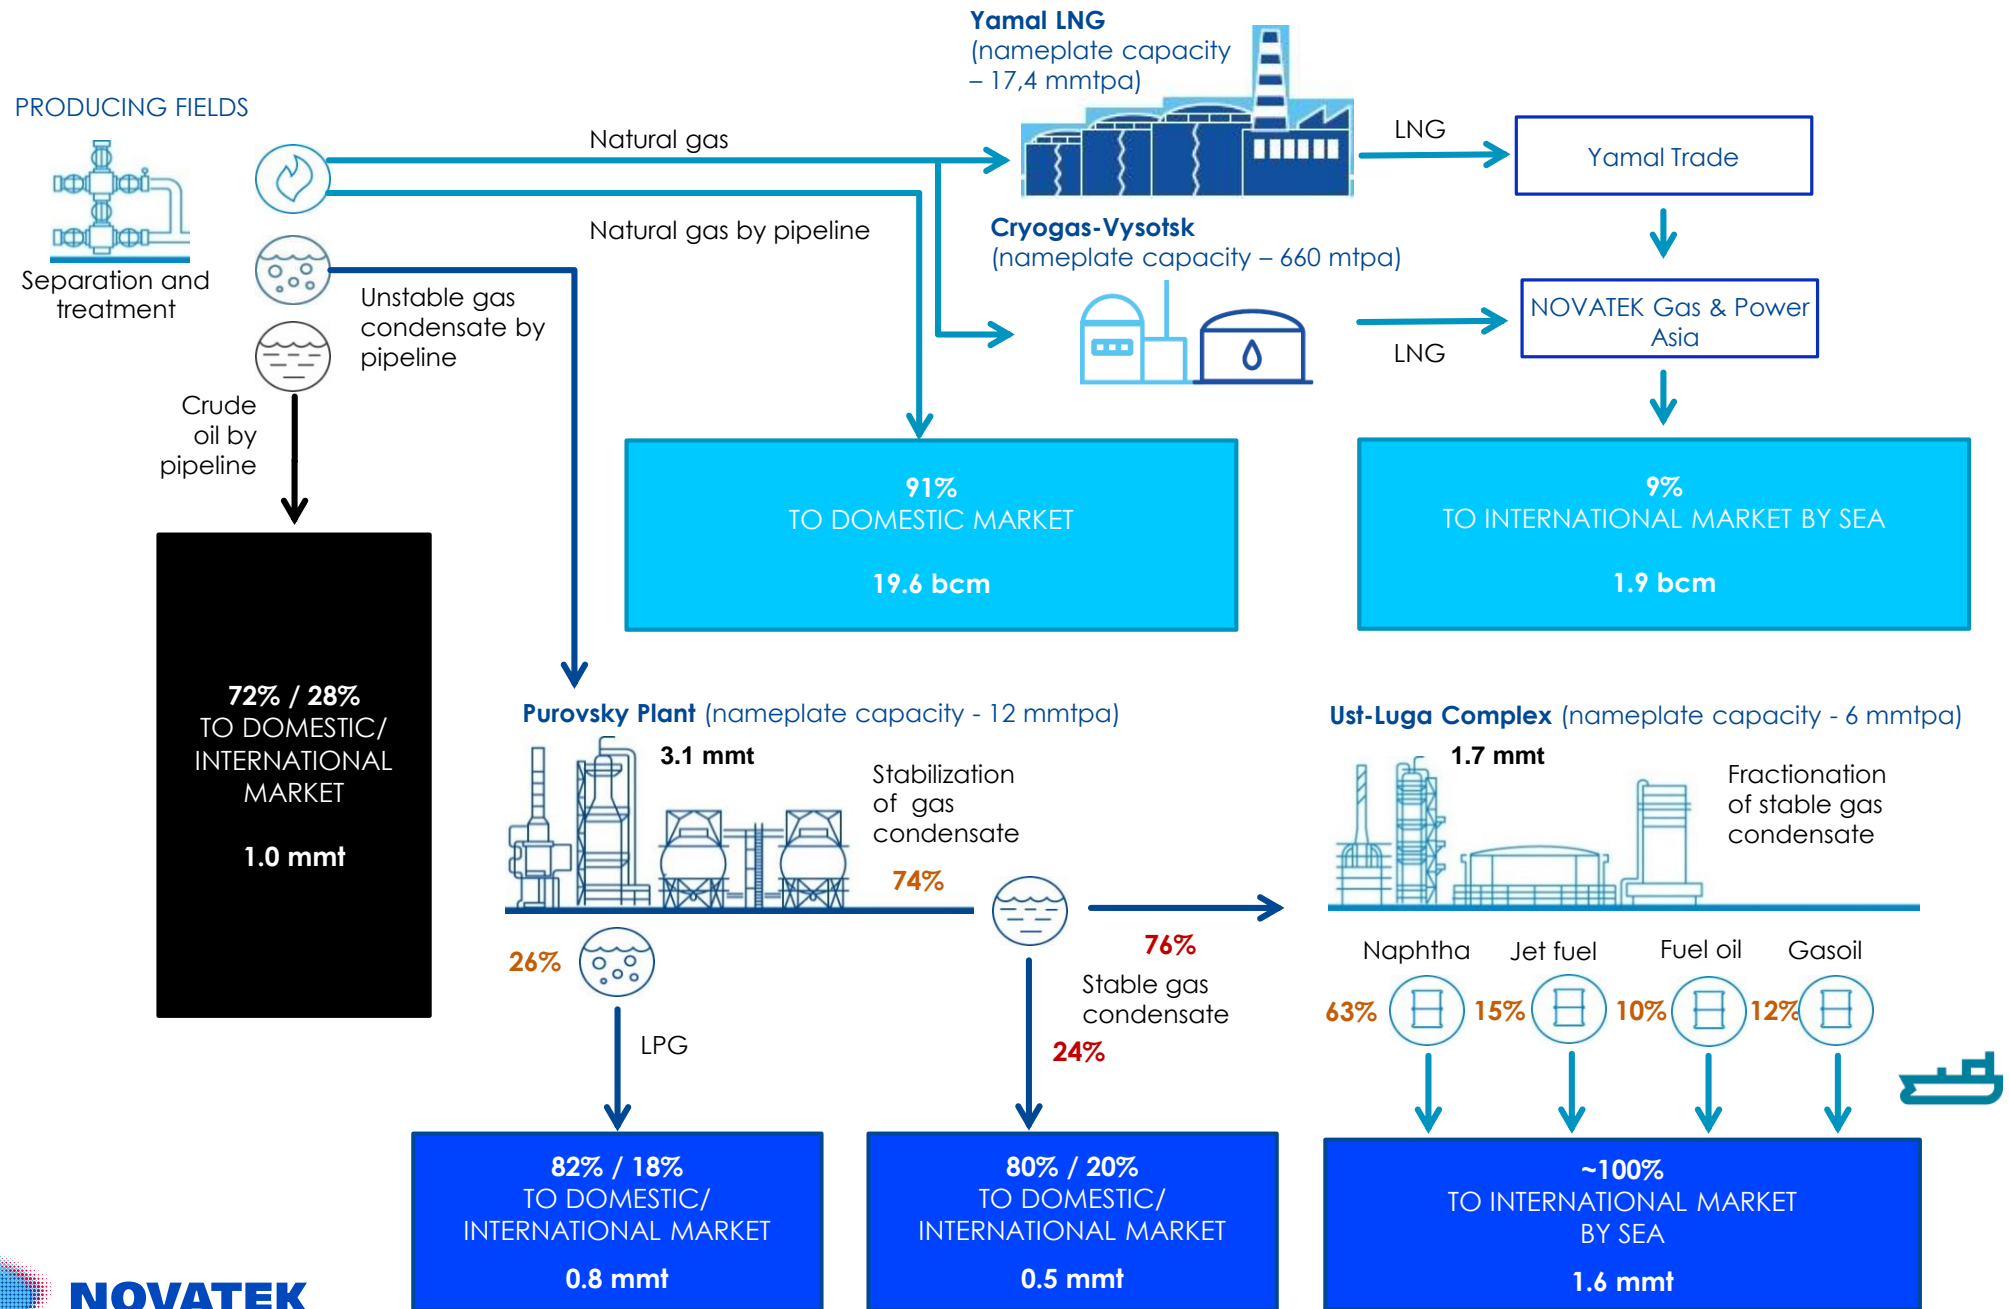 Yamal LNG
(nameplate capacity
– 17,4 mmtpa)
PRODUCING FIELDS
Natural gas
LNG
Yamal Trade
Separation and
treatment
Natural gas by pipeline
Cryogas-Vysotsk
(nameplate capacity – 660 mtpa)
Unstable gas
condensate by
pipeline
LNG
NOVATEK Gas & Power
Asia
Crude
oil by
pipeline
91%
TO DOMESTIC MARKET
19.6 bcm
9%
TO INTERNATIONAL MARKET BY SEA
1.9 bcm
72% / 28%
TO DOMESTIC/
INTERNATIONAL
MARKET
1.0 mmt
Purovsky Plant (nameplate capacity - 12 mmtpa)
3.1 mmt
Stabilization
of gas
condensate
74%
26%
LPG
76%
Stable gas
condensate
24%
Ust-Luga Complex (nameplate capacity - 6 mmtpa)
1.7 mmt
Fractionation
of stable gas
condensate
Naphtha
Jet fuel
Fuel oil
Gasoil
63%
15%
10%
12%
82% / 18%
TO DOMESTIC/
INTERNATIONAL MARKET
0.8 mmt
80% / 20%
TO DOMESTIC/
INTERNATIONAL MARKET
0.5 mmt
~100%
TO INTERNATIONAL MARKET
BY SEA
1.6 mmt
NOVATEK